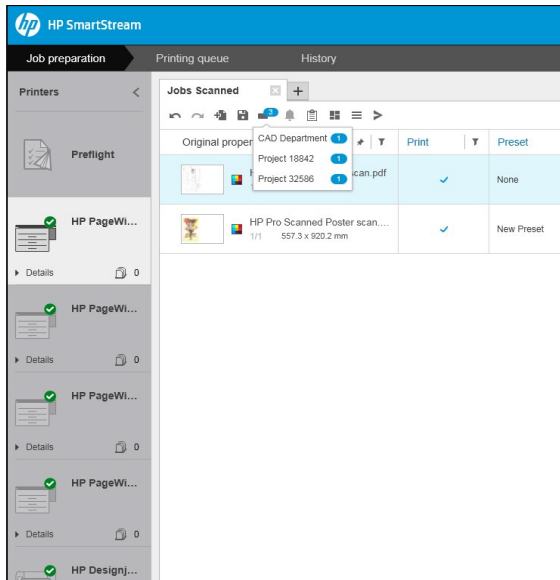 hp HP SmartStream
Job preparation Printing queue History
Printers
Jobs Scanned
3
Original proper Print Preset
CAD Department 1
Project 18842 1
Project 32586 1
Preflight
scan.pdf
None
HP PageWi...
HP Pro Scanned Poster scan....
1/1 557.3 x 920.2 mm
New Preset
Details 0
HP PageWi...
Details 0
HP PageWi...
Details 0
HP PageWi...
Details 0
HP Designj...